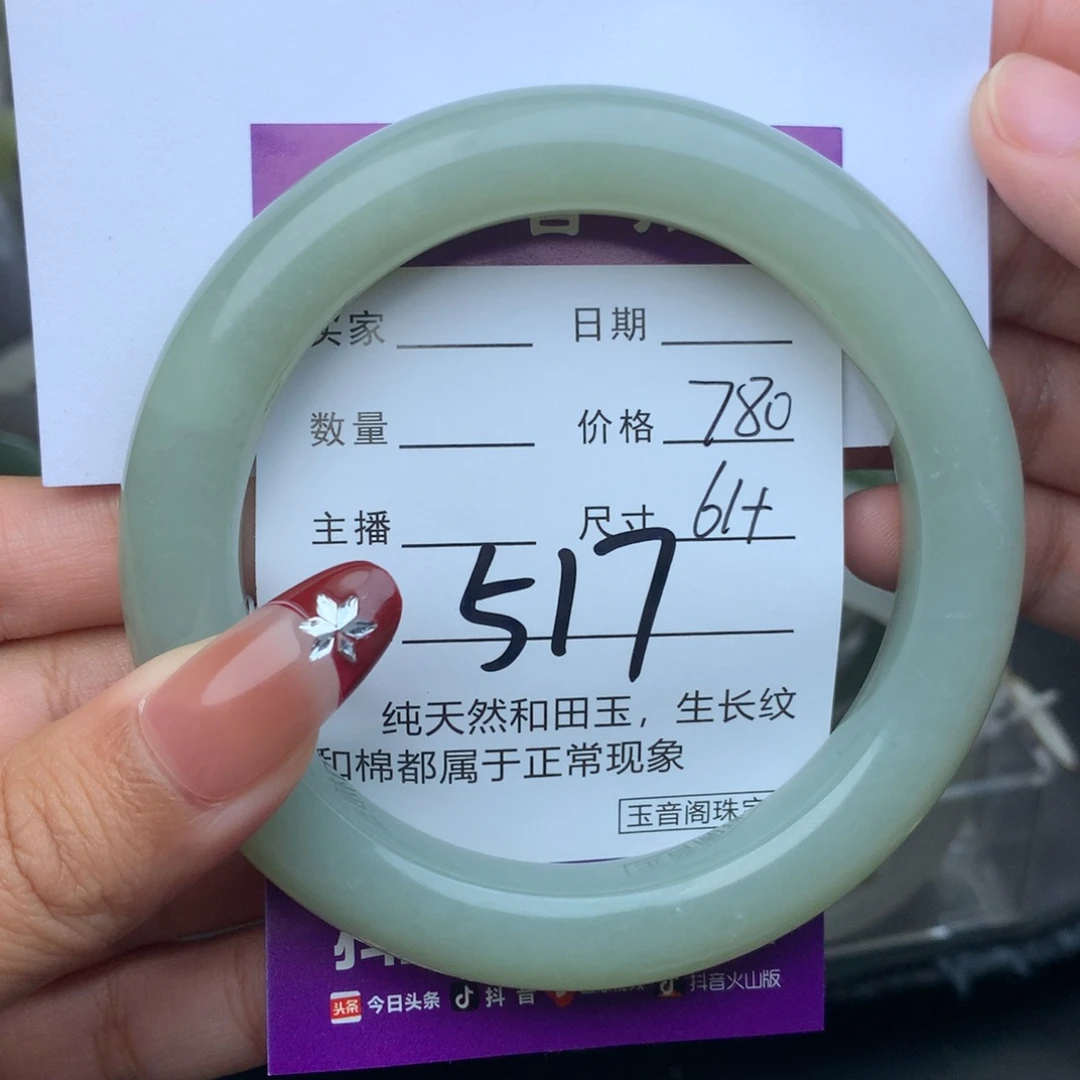 买家 日期
数量 价格 780
主播 尺寸 61+
517
纯天然和田玉，生长纹
和棉都属于正常现象
玉音阁珠宝
头条 今日头条 抖音 抖音火山版